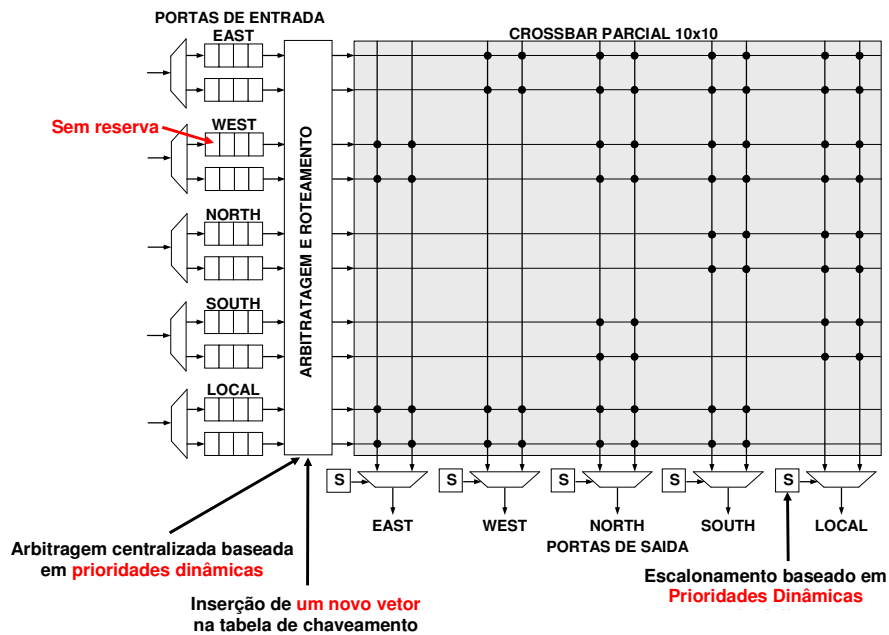 PORTAS DE ENTRADA
EAST
CROSSBAR PARCIAL 10x10
Sem reserva
WEST
NORTH
SOUTH
LOCAL
ARBITRATAGEM E ROTEAMENTO
S
S
S
S
S
EAST
WEST
NORTH
SOUTH
LOCAL
PORTAS DE SAIDA
Arbitragem centralizada baseada
em prioridades dinâmicas
Inserção de um novo vetor
na tabela de chaveamento
Escalonamento baseado em
Prioridades Dinâmicas